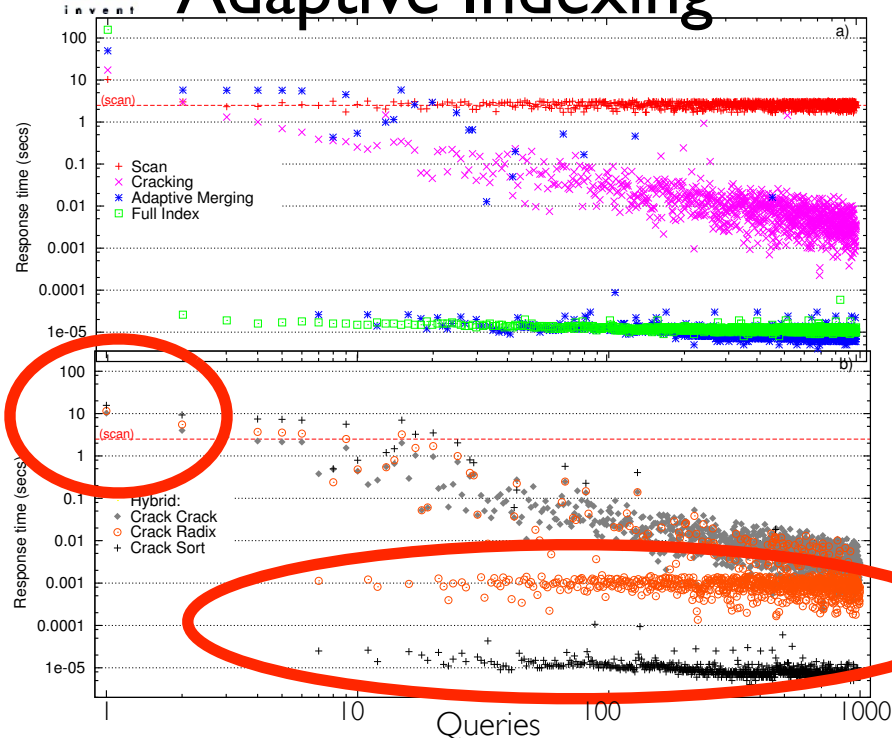 invent
Adaptive Indexing
a)
100
10
1
0.1
0.01
0.001
0.0001
1e-05
(scan)
Response time (secs)
Scan
Cracking
Adaptive Merging
Full Index
b)
100
10
1
0.1
0.01
0.001
0.0001
1e-05
(scan)
Response time (secs)
Hybrid:
Crack Crack
Crack Radix
Crack Sort
1
10
100
1000
Queries